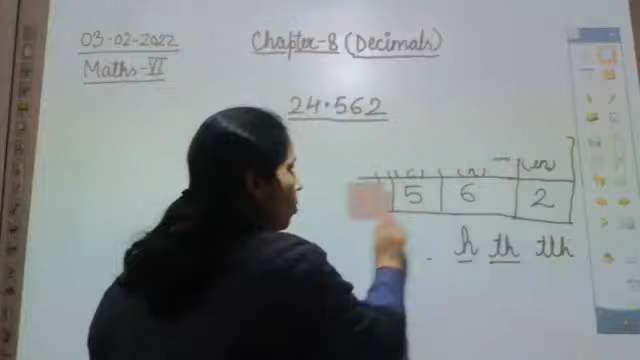 03-02-2022
Chapter-8 (Decimals)
Maths-VI
24.562
5 6 2
h th tth